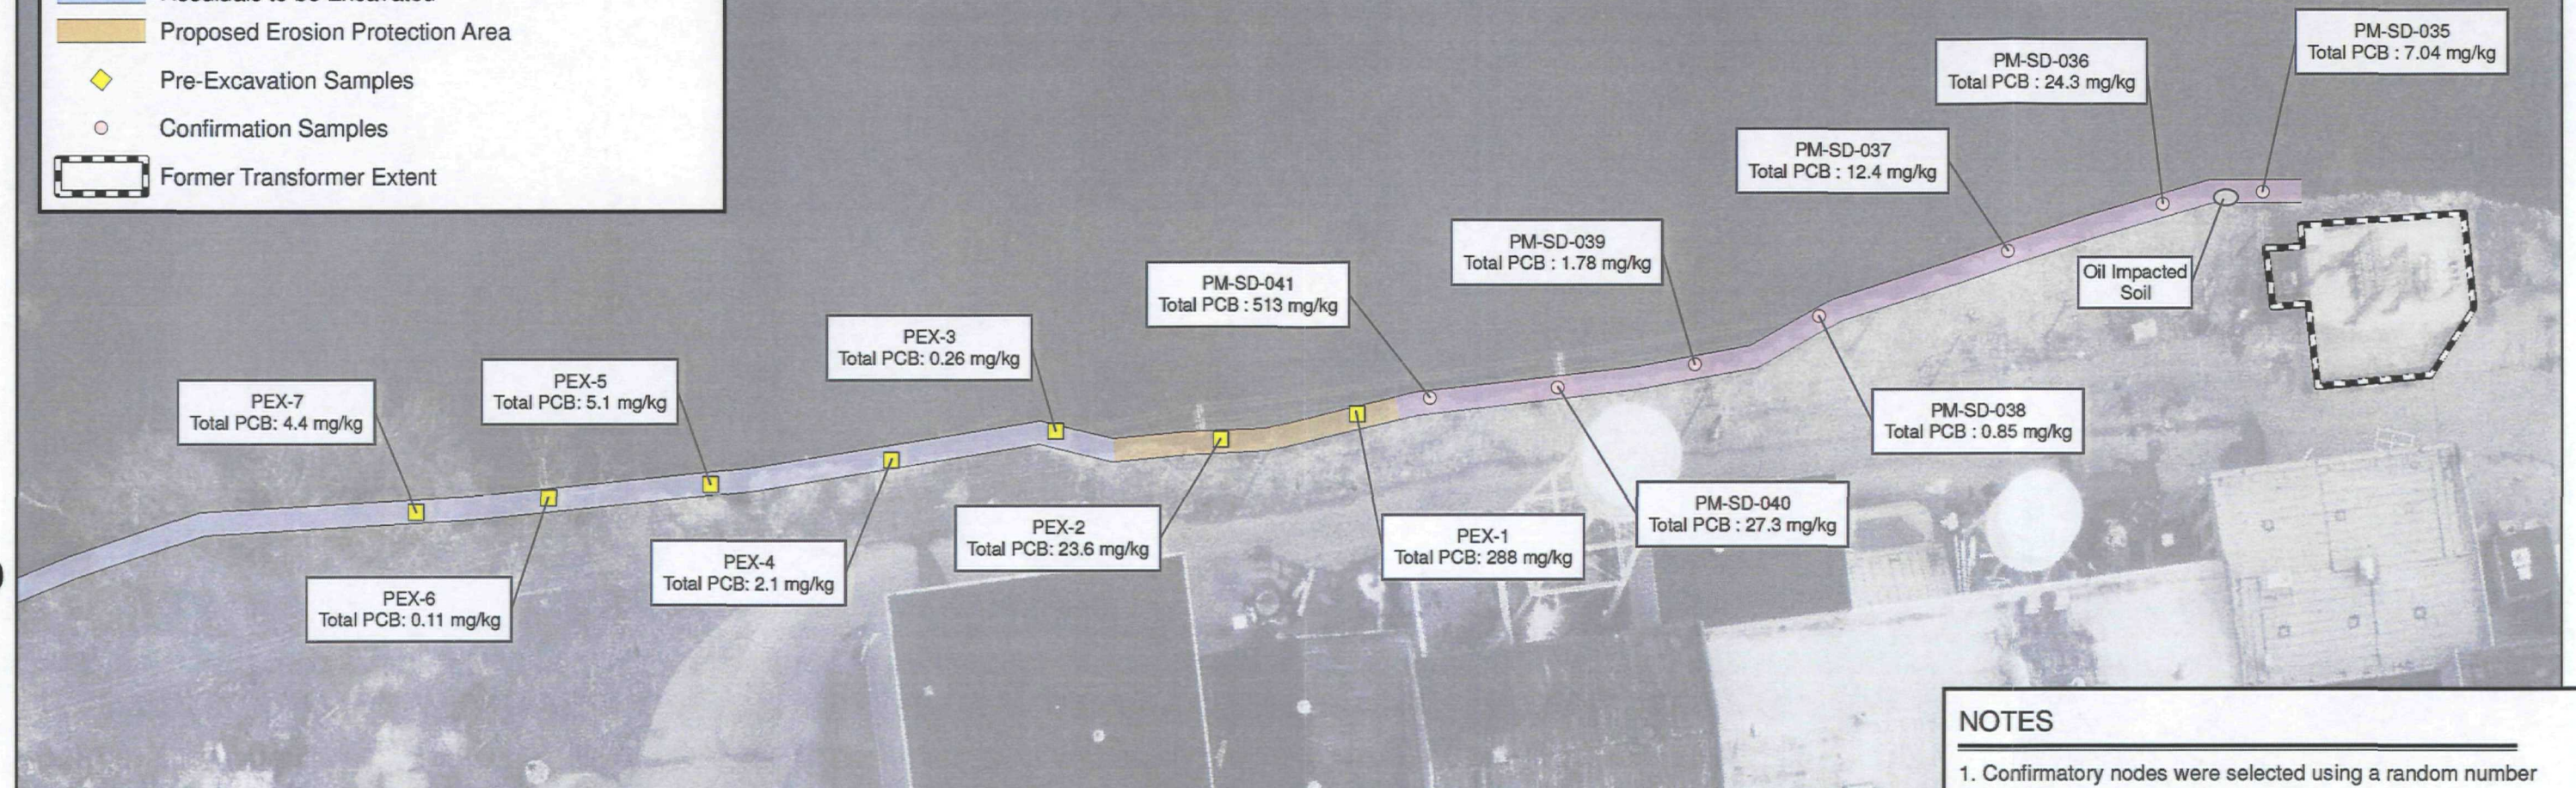 Proposed Erosion Protection Area
Pre-Excavation Samples
Confirmation Samples
Former Transformer Extent
PM-SD-035
Total PCB : 7.04 mg/kg
PM-SD-036
Total PCB : 24.3 mg/kg
PM-SD-037
Total PCB : 12.4 mg/kg
PM-SD-039
Total PCB : 1.78 mg/kg
PM-SD-041
Total PCB : 513 mg/kg
Oil Impacted
Soil
PEX-3
Total PCB: 0.26 mg/kg
PEX-5
Total PCB: 5.1 mg/kg
PEX-7
Total PCB: 4.4 mg/kg
PM-SD-038
Total PCB : 0.85 mg/kg
PM-SD-040
Total PCB : 27.3 mg/kg
PEX-2
Total PCB: 23.6 mg/kg
PEX-1
Total PCB: 288 mg/kg
PEX-4
Total PCB: 2.1 mg/kg
PEX-6
Total PCB: 0.11 mg/kg
NOTES
1. Confirmatory nodes were selected using a random number